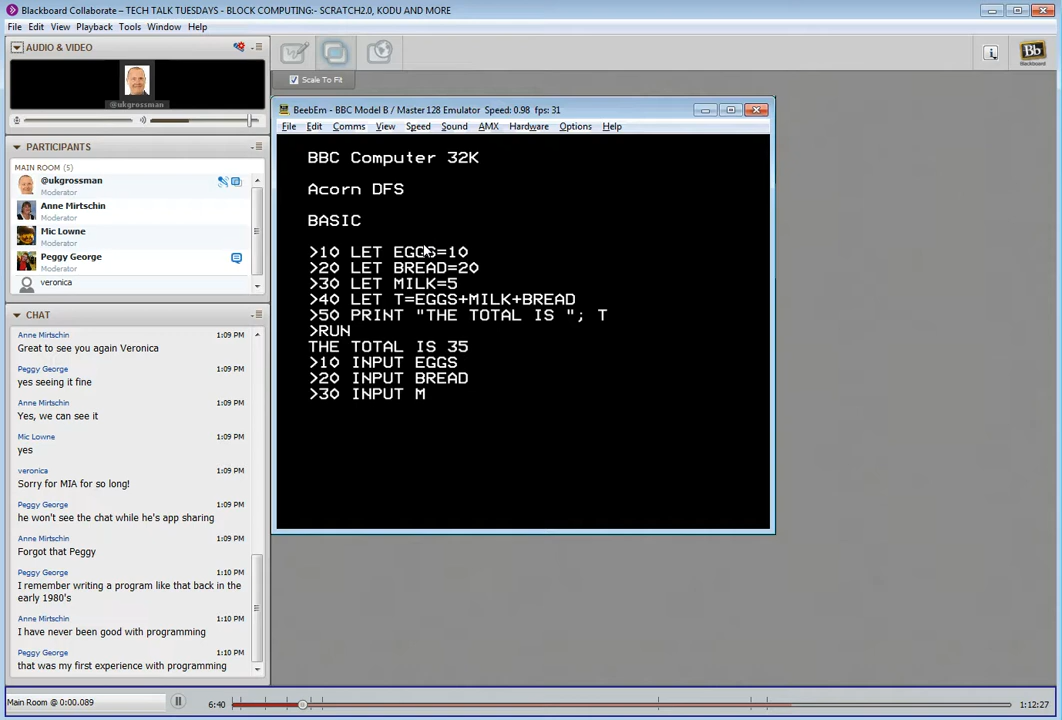 Blackboard Collaborate – TECH TALK TUESDAYS - BLOCK COMPUTING:- SCRATCH2.0, KODU AND MORE
File Edit View Playback Tools Window Help
AUDIO & VIDEO
@ukgrossman
PARTICIPANTS
MAIN ROOM (5)
@ukgrossman
Moderator
Anne Mirtschin
Moderator
Mic Lowne
Moderator
Peggy George
Moderator
veronica
CHAT
Anne Mirtschin 1:09 PM
Great to see you again Veronica
Peggy George 1:09 PM
yes seeing it fine
Anne Mirtschin 1:09 PM
Yes, we can see it
Mic Lowne 1:09 PM
yes
veronica 1:09 PM
Sorry for MIA for so long!
Peggy George 1:09 PM
he won't see the chat while he's app sharing
Anne Mirtschin 1:09 PM
Forgot that Peggy
Peggy George 1:10 PM
I remember writing a program like that back in the
early 1980's
Anne Mirtschin 1:10 PM
I have never been good with programming
Peggy George 1:10 PM
that was my first experience with programming
Scale To Fit
i
Bb
Blackboard
BeebEm - BBC Model B / Master 128 Emulator Speed: 0.98 fps: 31
File Edit Comms View Speed Sound AMX Hardware Options Help
BBC Computer 32K
Acorn DFS
BASIC
>10 LET EGGS=10
>20 LET BREAD=20
>30 LET MILK=5
>40 LET T=EGGS+MILK+BREAD
>50 PRINT "THE TOTAL IS "; T
>RUN
THE TOTAL IS 35
>10 INPUT EGGS
>20 INPUT BREAD
>30 INPUT M
Main Room @ 0:00.089
6:40
1:12:27